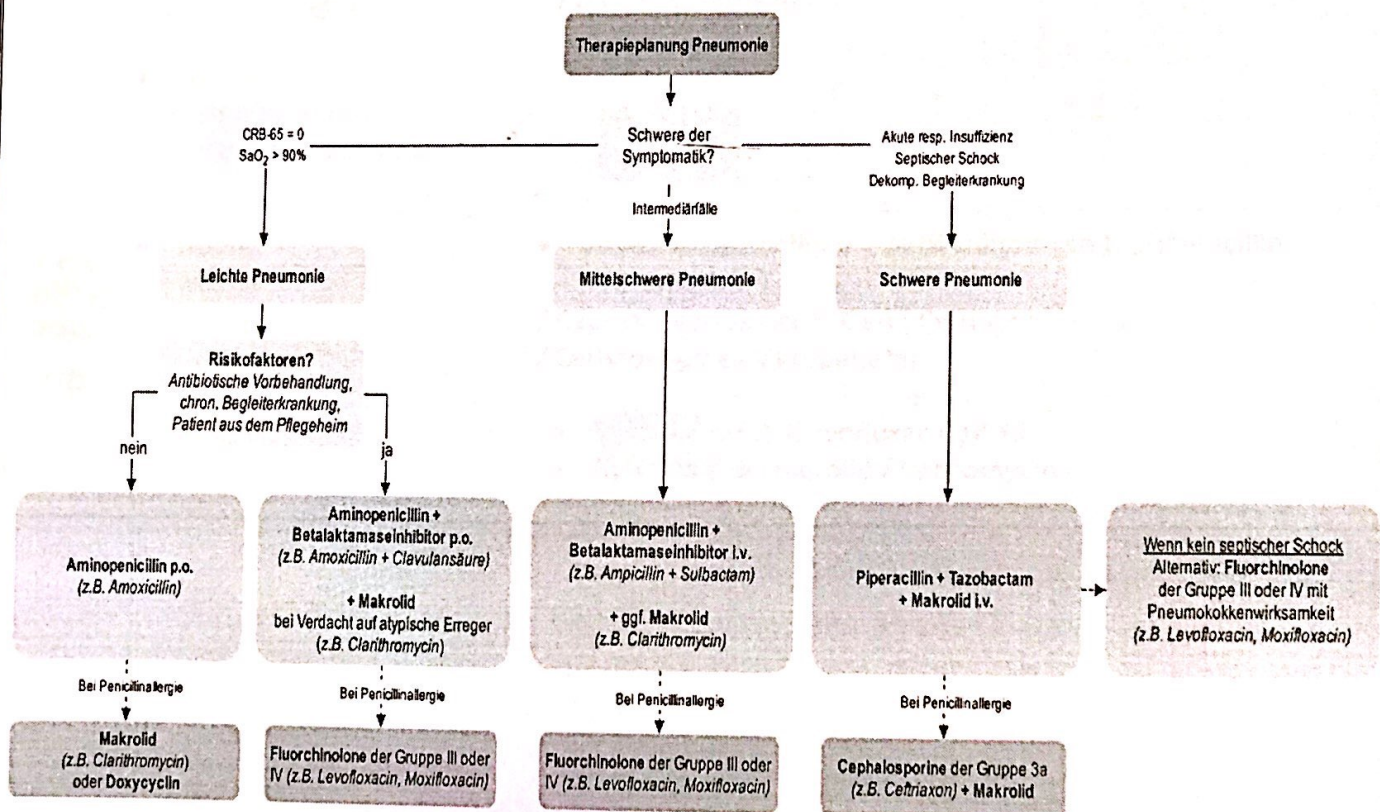 Therapieplanung Pneumonie
CRB-65 = 0
SaO₂ > 90%
Schwere der
Symptomatik?
Akute resp. Insuffizienz
Septischer Schock
Dekomp. Begleiterkrankung
Intermediärfälle
Leichte Pneumonie
Mittelschwere Pneumonie
Schwere Pneumonie
Risikofaktoren?
Antibiotische Vorbehandlung,
chron. Begleiterkrankung,
Patient aus dem Pflegeheim
nein
ja
Aminopenicillin p.o.
(z.B. Amoxicillin)
Aminopenicillin +
Betalaktamaseinhibitor p.o.
(z.B. Amoxicillin + Clavulansäure)
+ Makrolid
bei Verdacht auf atypische Erreger
(z.B. Clarithromycin)
Aminopenicillin +
Betalaktamaseinhibitor i.v.
(z.B. Ampicillin + Sulbactam)
+ ggf. Makrolid
(z.B. Clarithromycin)
Piperacillin + Tazobactam
+ Makrolid i.v.
Wenn kein septischer Schock
Alternativ: Fluorchinolone
der Gruppe III oder IV mit
Pneumokokkenwirksamkeit
(z.B. Levofloxacin, Moxifloxacin)
Bei Penicillinallergie
Bei Penicillinallergie
Bei Penicillinallergie
Bei Penicillinallergie
Makrolid
(z.B. Clarithromycin)
oder Doxycyclin
Fluorchinolone der Gruppe III oder
IV (z.B. Levofloxacin, Moxifloxacin)
Fluorchinolone der Gruppe III oder
IV (z.B. Levofloxacin, Moxifloxacin)
Cephalosporine der Gruppe 3a
(z.B. Ceftriaxon) + Makrolid